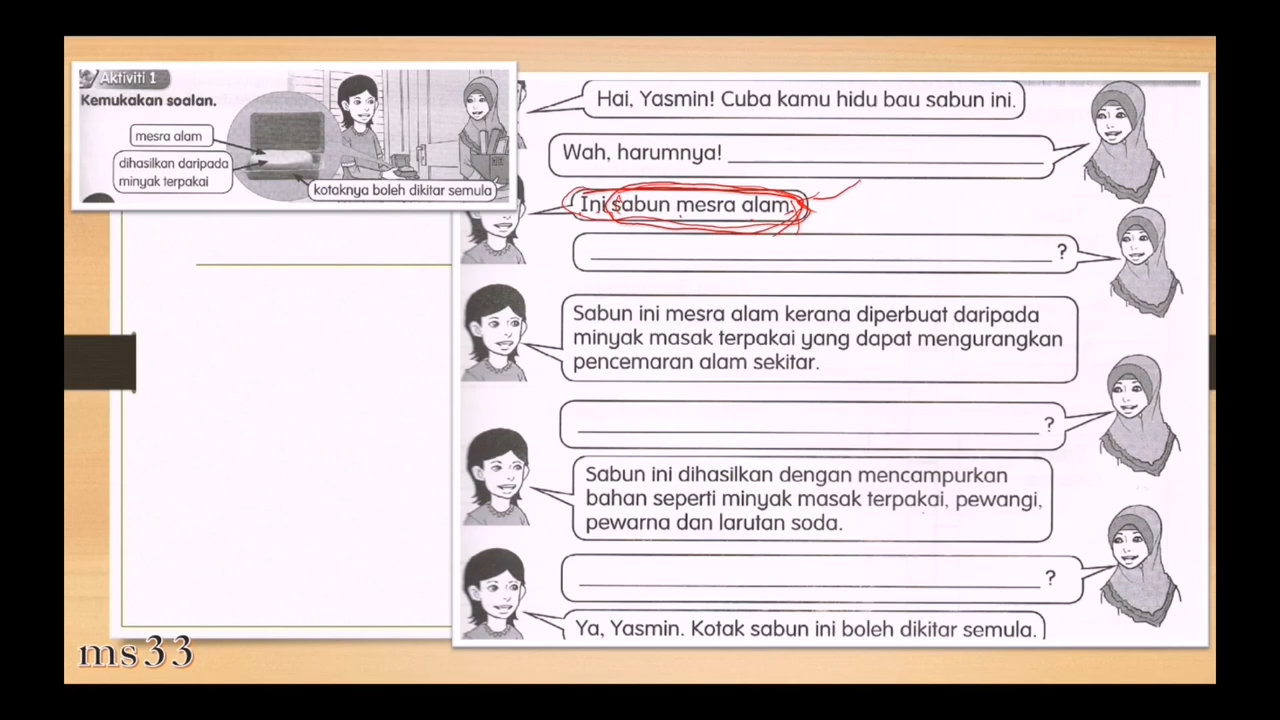 Aktiviti 1
Kemukakan soalan.
mesra alam
dihasilkan daripada
minyak terpakai
kotaknya boleh dikitar semula
Hai, Yasmin! Cuba kamu hidu bau sabun ini.
Wah, harumnya!
Ini sabun mesra alam.
?
Sabun ini mesra alam kerana diperbuat daripada
minyak masak terpakai yang dapat mengurangkan
pencemaran alam sekitar.
?
Sabun ini dihasilkan dengan mencampurkan
bahan seperti minyak masak terpakai, pewangi,
pewarna dan larutan soda.
?
Ya, Yasmin. Kotak sabun ini boleh dikitar semula.
ms33